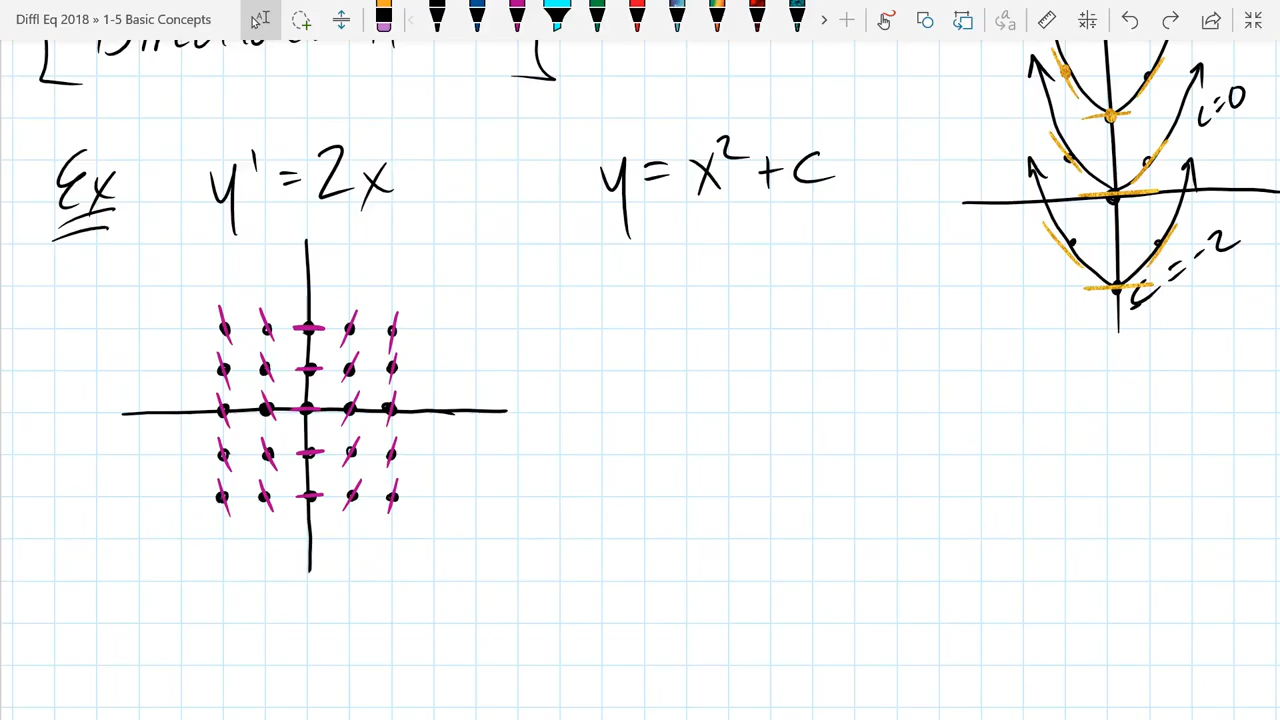 Diffl Eq 2018 » 1-5 Basic Concepts
Ex y' = 2x y = x² + C
c=0
c=-2